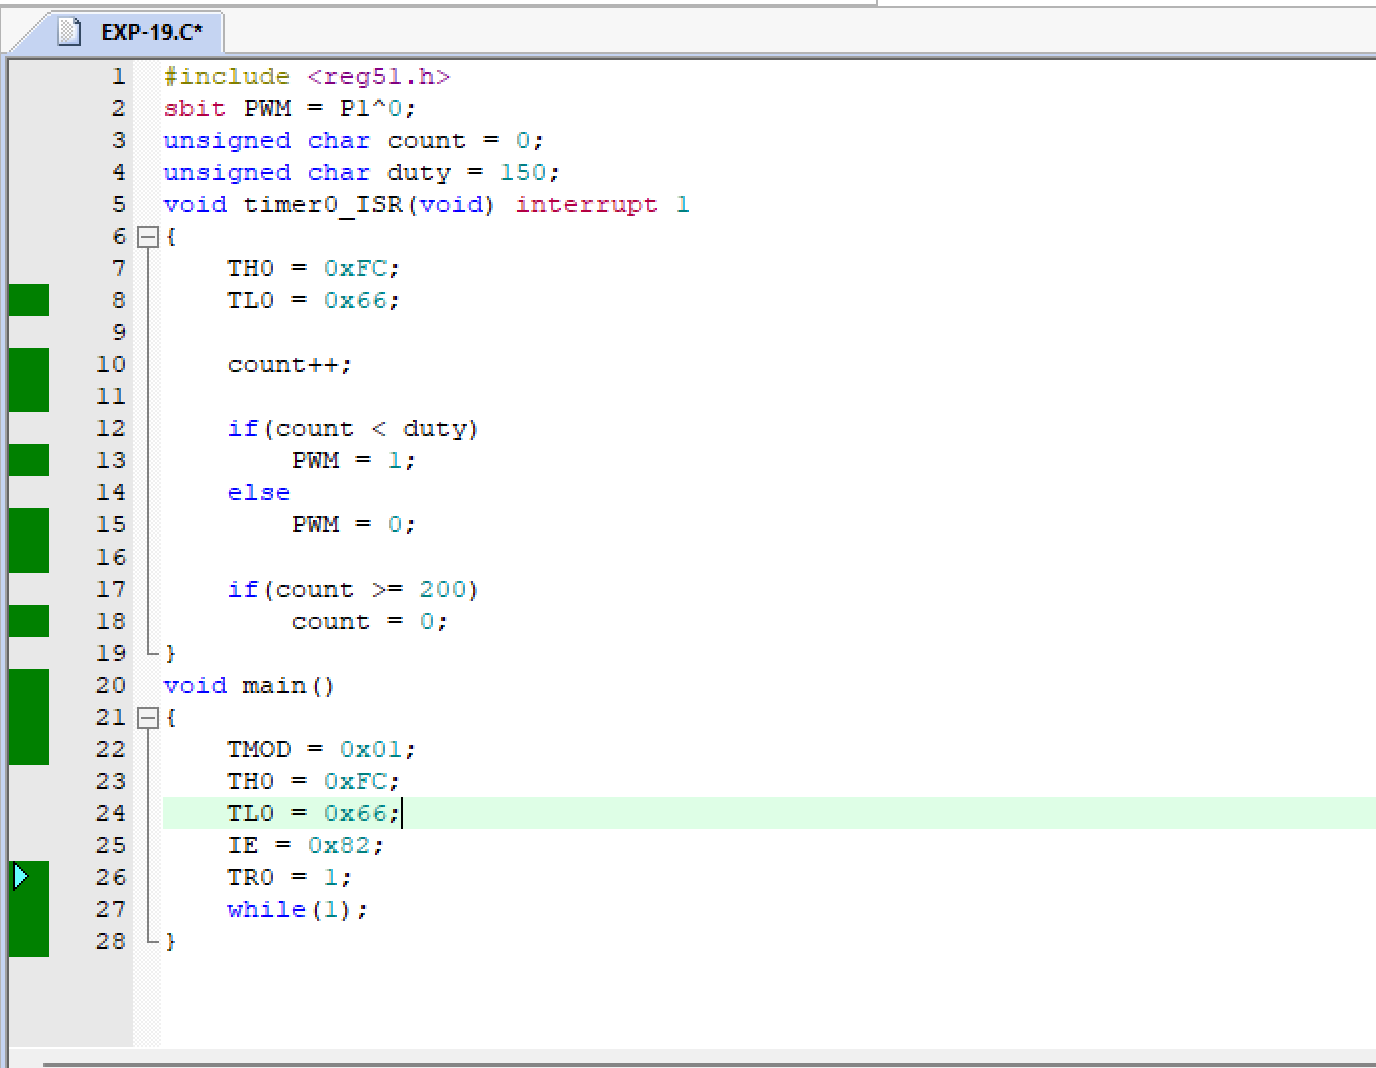 EXP-19.C*
1 #include <reg51.h>
2 sbit PWM = P1^0;
3 unsigned char count = 0;
4 unsigned char duty = 150;
5 void timer0_ISR(void) interrupt 1
6 {
7 TH0 = 0xFC;
8 TL0 = 0x66;
9
10 count++;
11
12 if(count < duty)
13 PWM = 1;
14 else
15 PWM = 0;
16
17 if(count >= 200)
18 count = 0;
19 }
20 void main()
21 {
22 TMOD = 0x01;
23 TH0 = 0xFC;
24 TL0 = 0x66;
25 IE = 0x82;
26 TR0 = 1;
27 while(1);
28 }